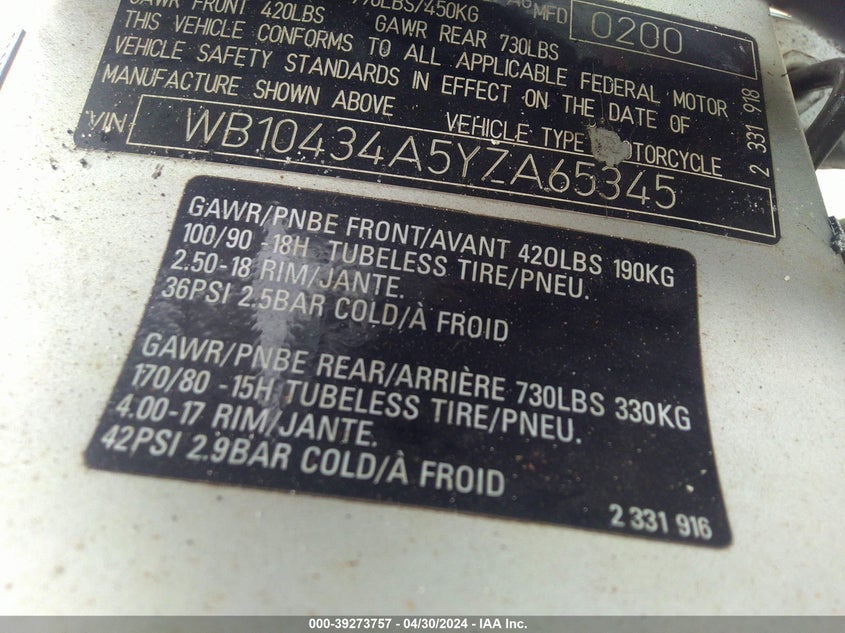 GAWR FRONT 420LBS GAWR REAR 730LBS
THIS VEHICLE CONFORMS TO ALL APPLICABLE FEDERAL MOTOR
VEHICLE SAFETY STANDARDS IN EFFECT ON THE DATE OF
MANUFACTURE SHOWN ABOVE VEHICLE TYPE
LBS/450KG
MFD 0200
VIN WB10434A5YZA65345
2 331 918
GAWR/PNBE FRONT/AVANT 420LBS 190KG
100/90 -18H TUBELESS TIRE/PNEU.
2.50-18 RIM/JANTE.
36PSI 2.5BAR COLD/À FROID
GAWR/PNBE REAR/ARRIÈRE 730LBS 330KG
170/80 -15H TUBELESS TIRE/PNEU.
4.00-17 RIM/JANTE.
42PSI 2.9BAR COLD/À FROID
2 331 916
000-39273757 - 04/30/2024 - IAA Inc.